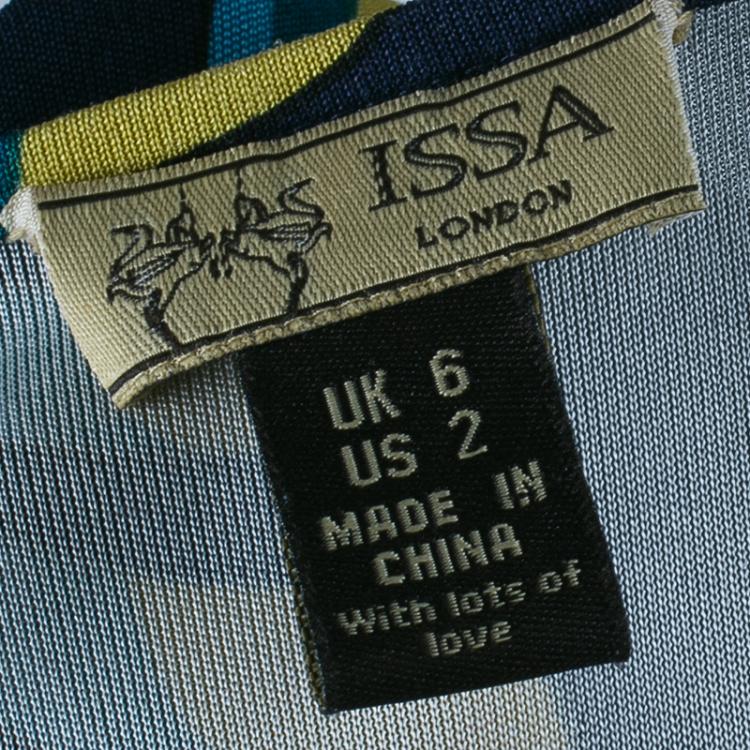 ISSA
LONDON
UK 6
US 2
MADE IN
CHINA
with lots of
love